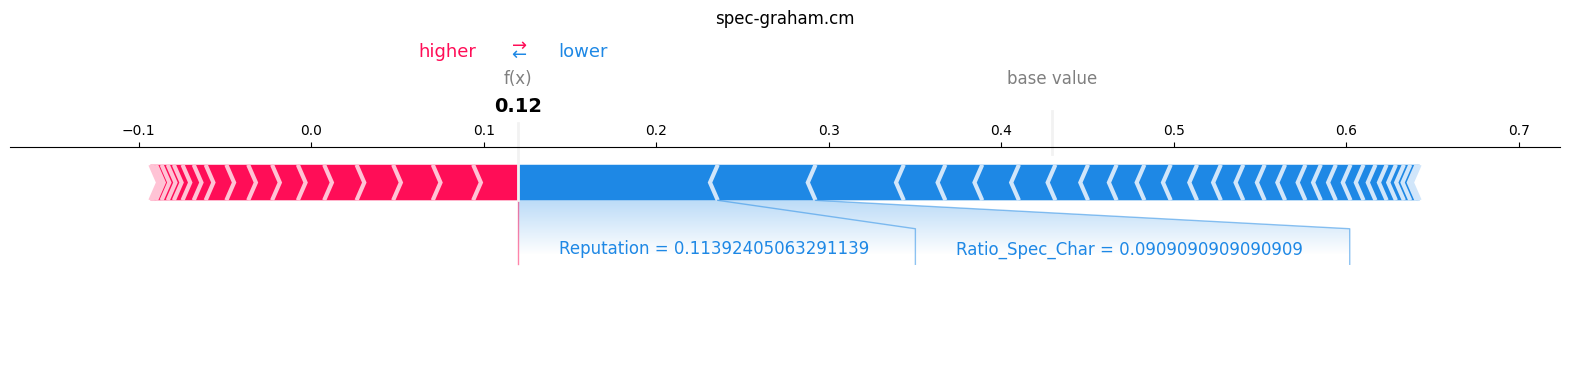 spec-graham.cm
higher ⇄ lower
f(x) base value
0.12
−0.1 0.0 0.1 0.2 0.3 0.4 0.5 0.6 0.7
Reputation = 0.11392405063291139 Ratio_Spec_Char = 0.0909090909090909